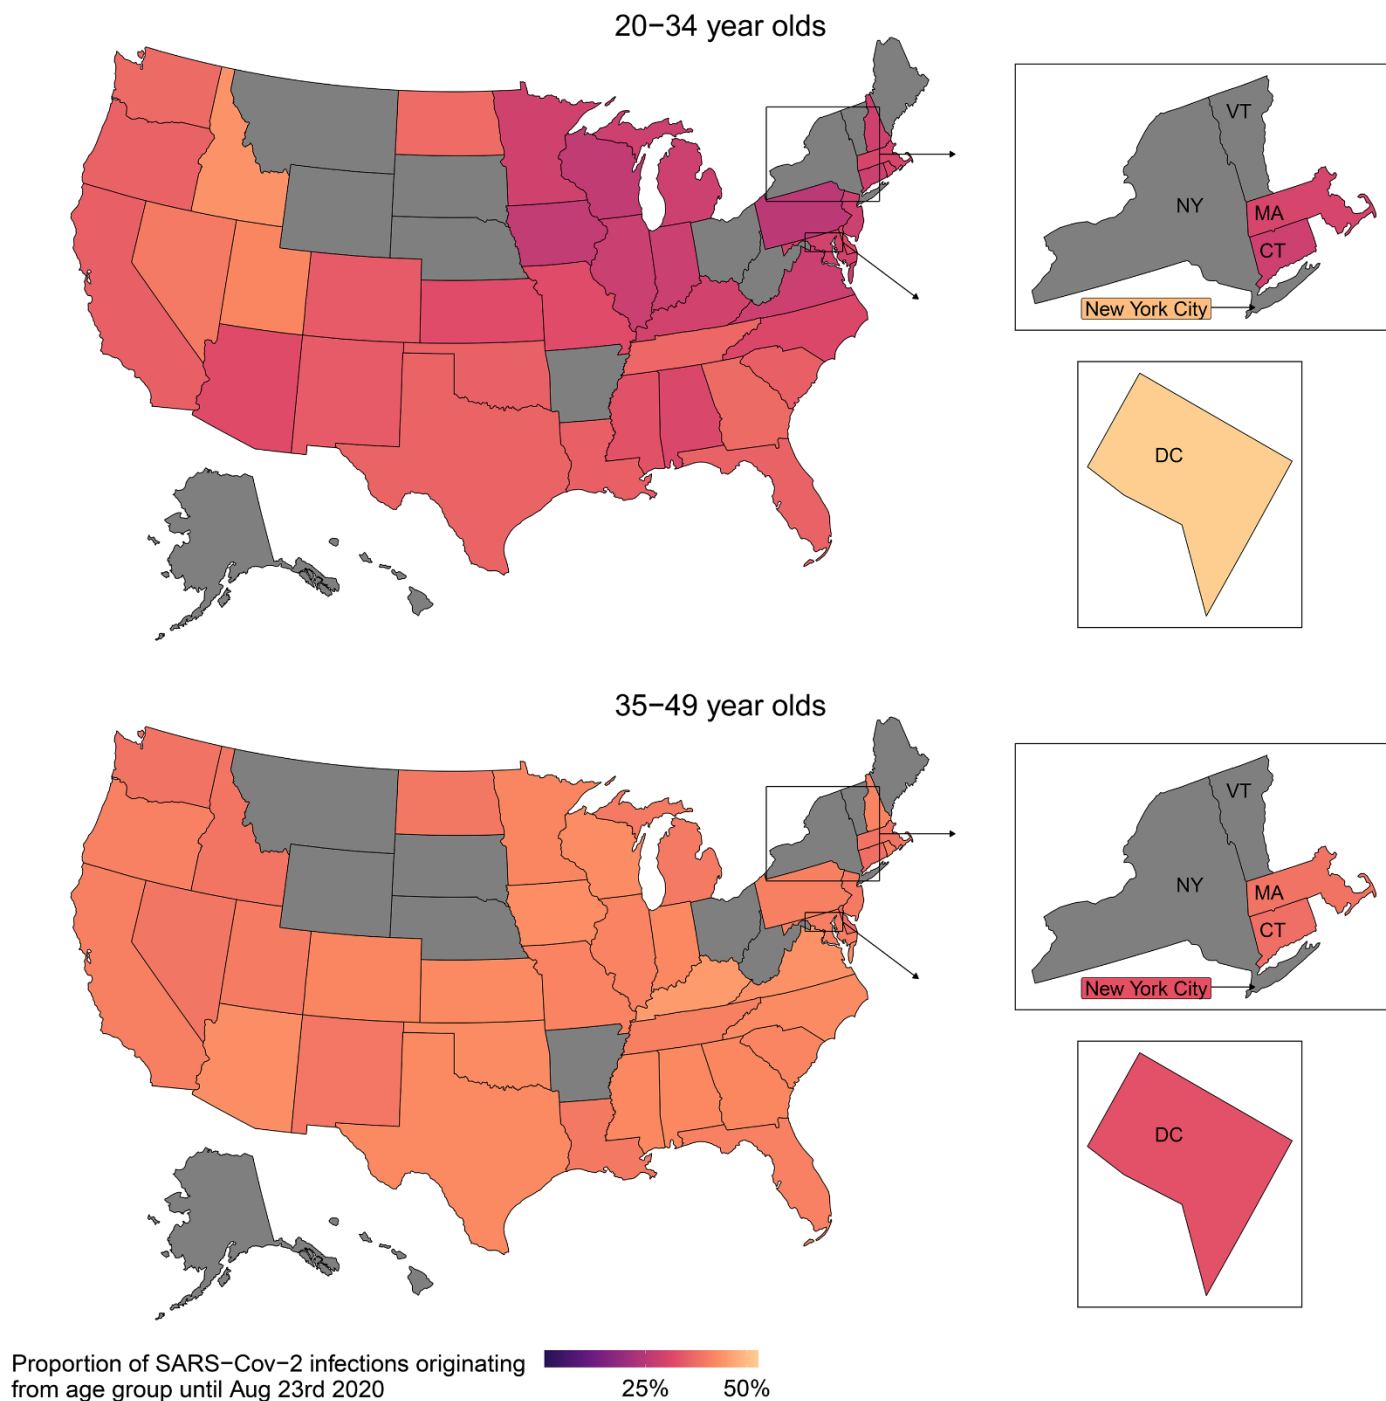 20−34 year olds
VT
NY
MA
CT
New York City
DC
35−49 year olds
VT
NY
MA
CT
New York City
DC
Proportion of SARS−Cov−2 infections originating
from age group until Aug 23rd 2020
25%
50%